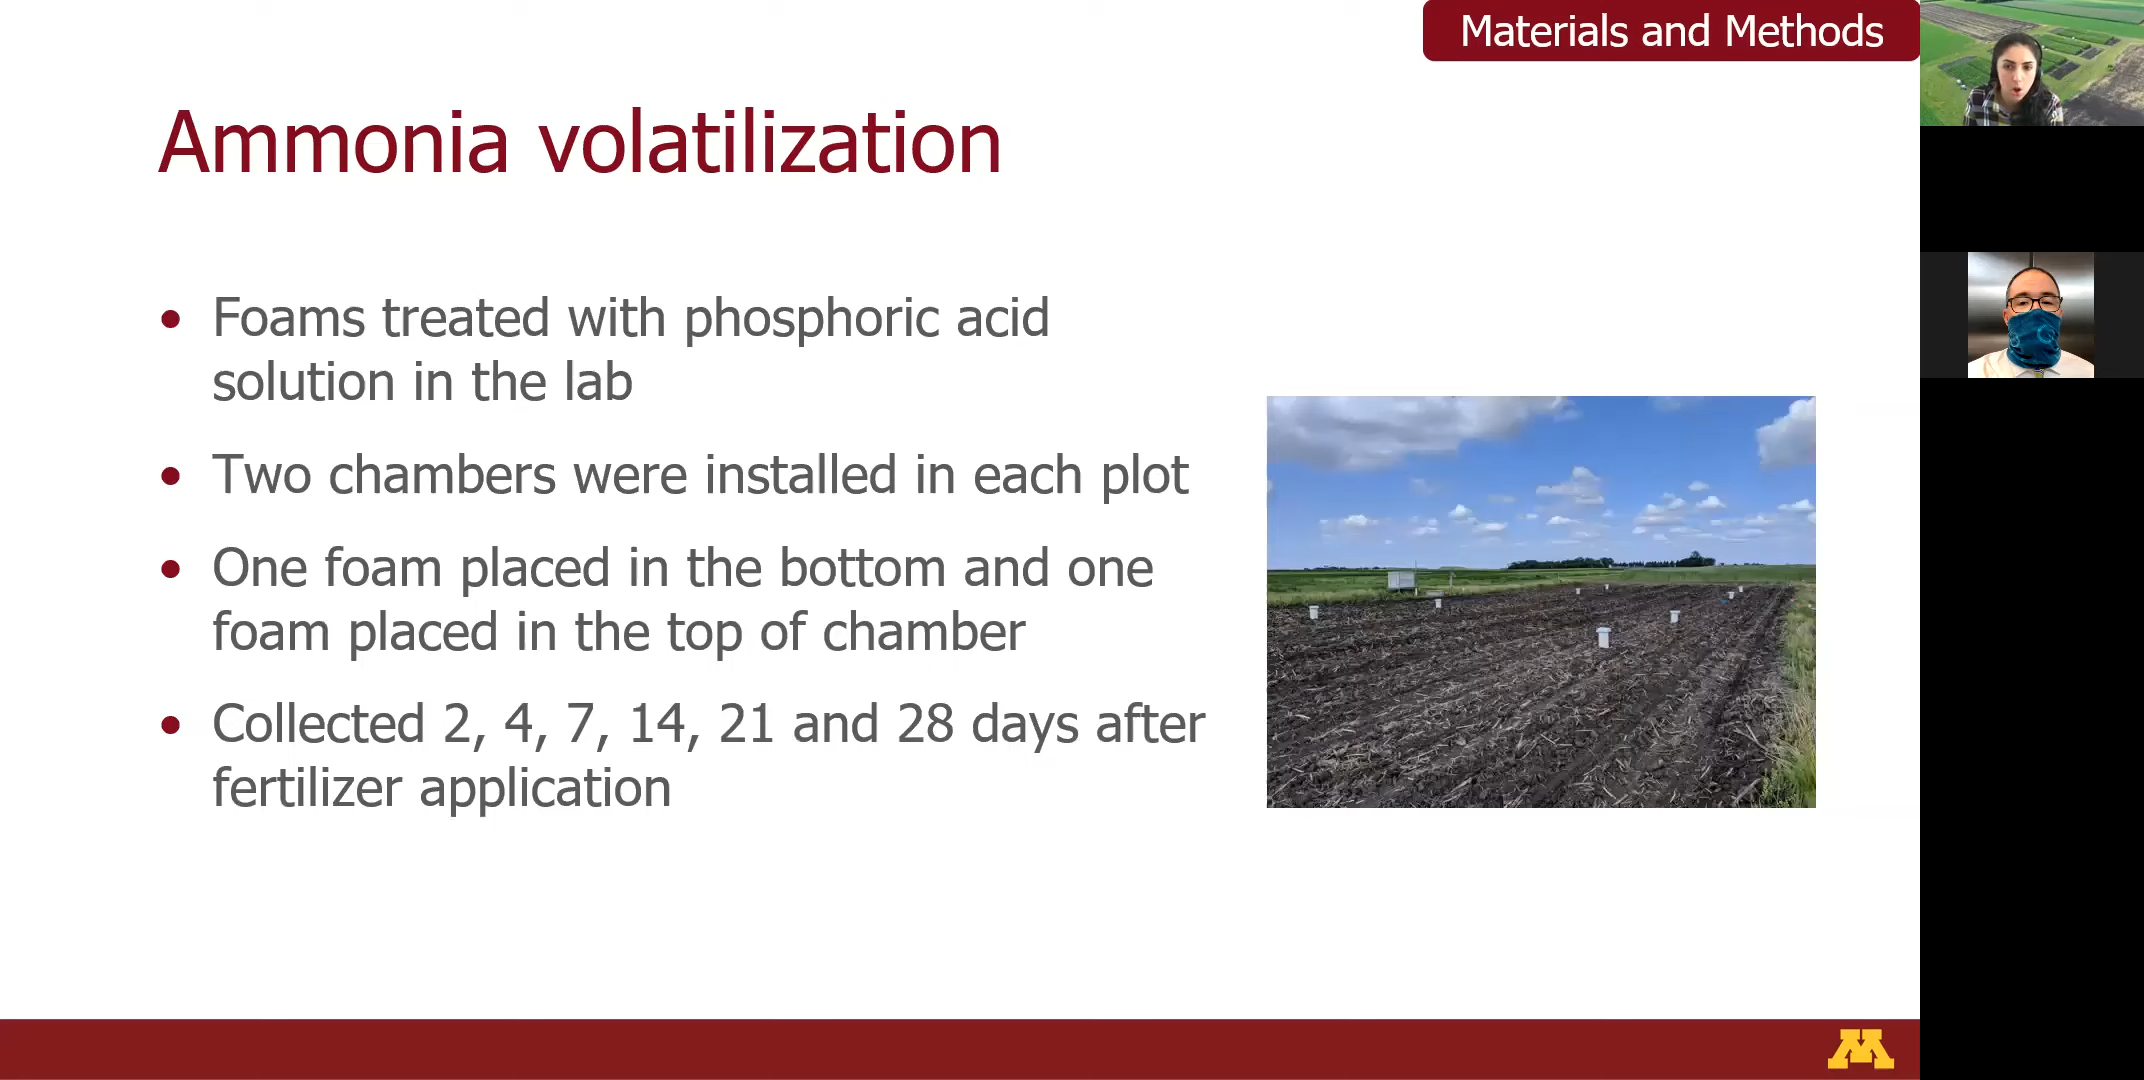 Materials and Methods
Ammonia volatilization
• Foams treated with phosphoric acid
solution in the lab
• Two chambers were installed in each plot
• One foam placed in the bottom and one
foam placed in the top of chamber
• Collected 2, 4, 7, 14, 21 and 28 days after
fertilizer application
M